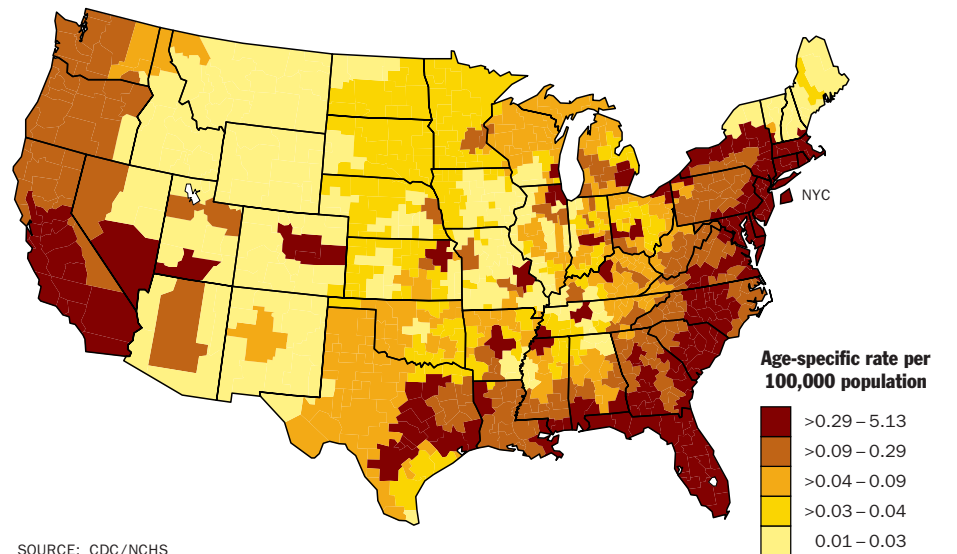 NYC
Age-specific rate per
100,000 population
>0.29 – 5.13
>0.09 – 0.29
>0.04 – 0.09
>0.03 – 0.04
0.01 – 0.03
SOURCE: CDC/NCHS